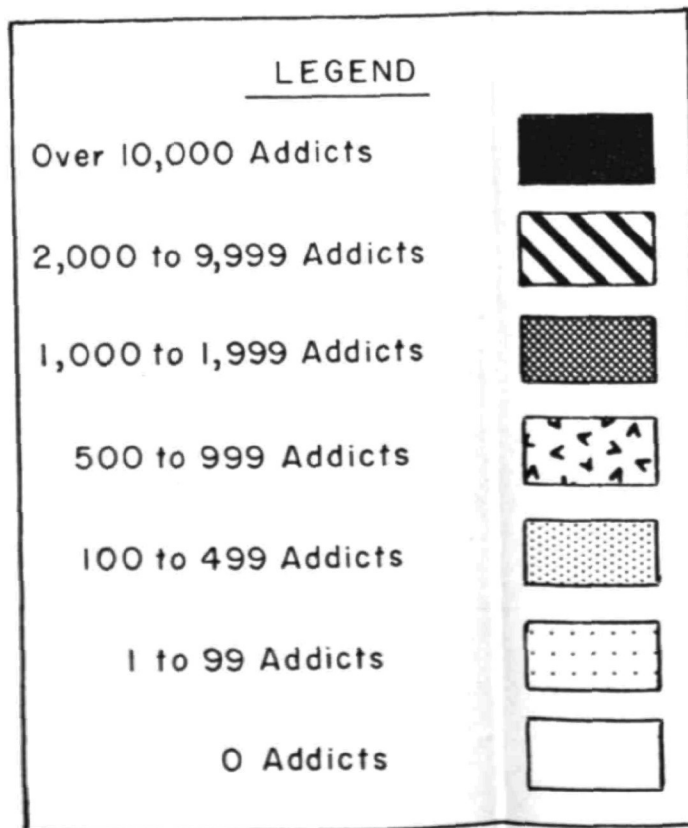 LEGEND
Over 10,000 Addicts
2,000 to 9,999 Addicts
1,000 to 1,999 Addicts
500 to 999 Addicts
100 to 499 Addicts
1 to 99 Addicts
0 Addicts